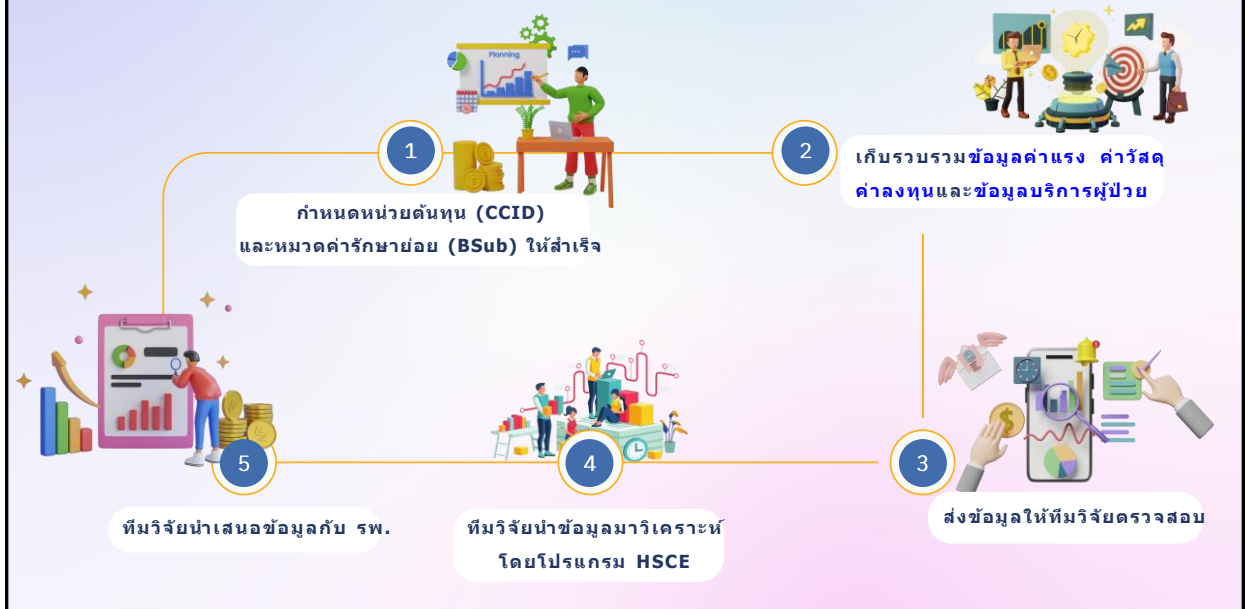 Planning
1
กำหนดหน่วยต้นทุน (CCID)
และหมวดค่ารักษาย่อย (BSub) ให้สำเร็จ
2
เก็บรวบรวมข้อมูลค่าแรง ค่าวัสดุ
ค่าลงทุนและข้อมูลบริการผู้ป่วย
3
ส่งข้อมูลให้ทีมวิจัยตรวจสอบ
4
ทีมวิจัยนำข้อมูลมาวิเคราะห์
โดยโปรแกรม HSCE
5
ทีมวิจัยนำเสนอข้อมูลกับ รพ.